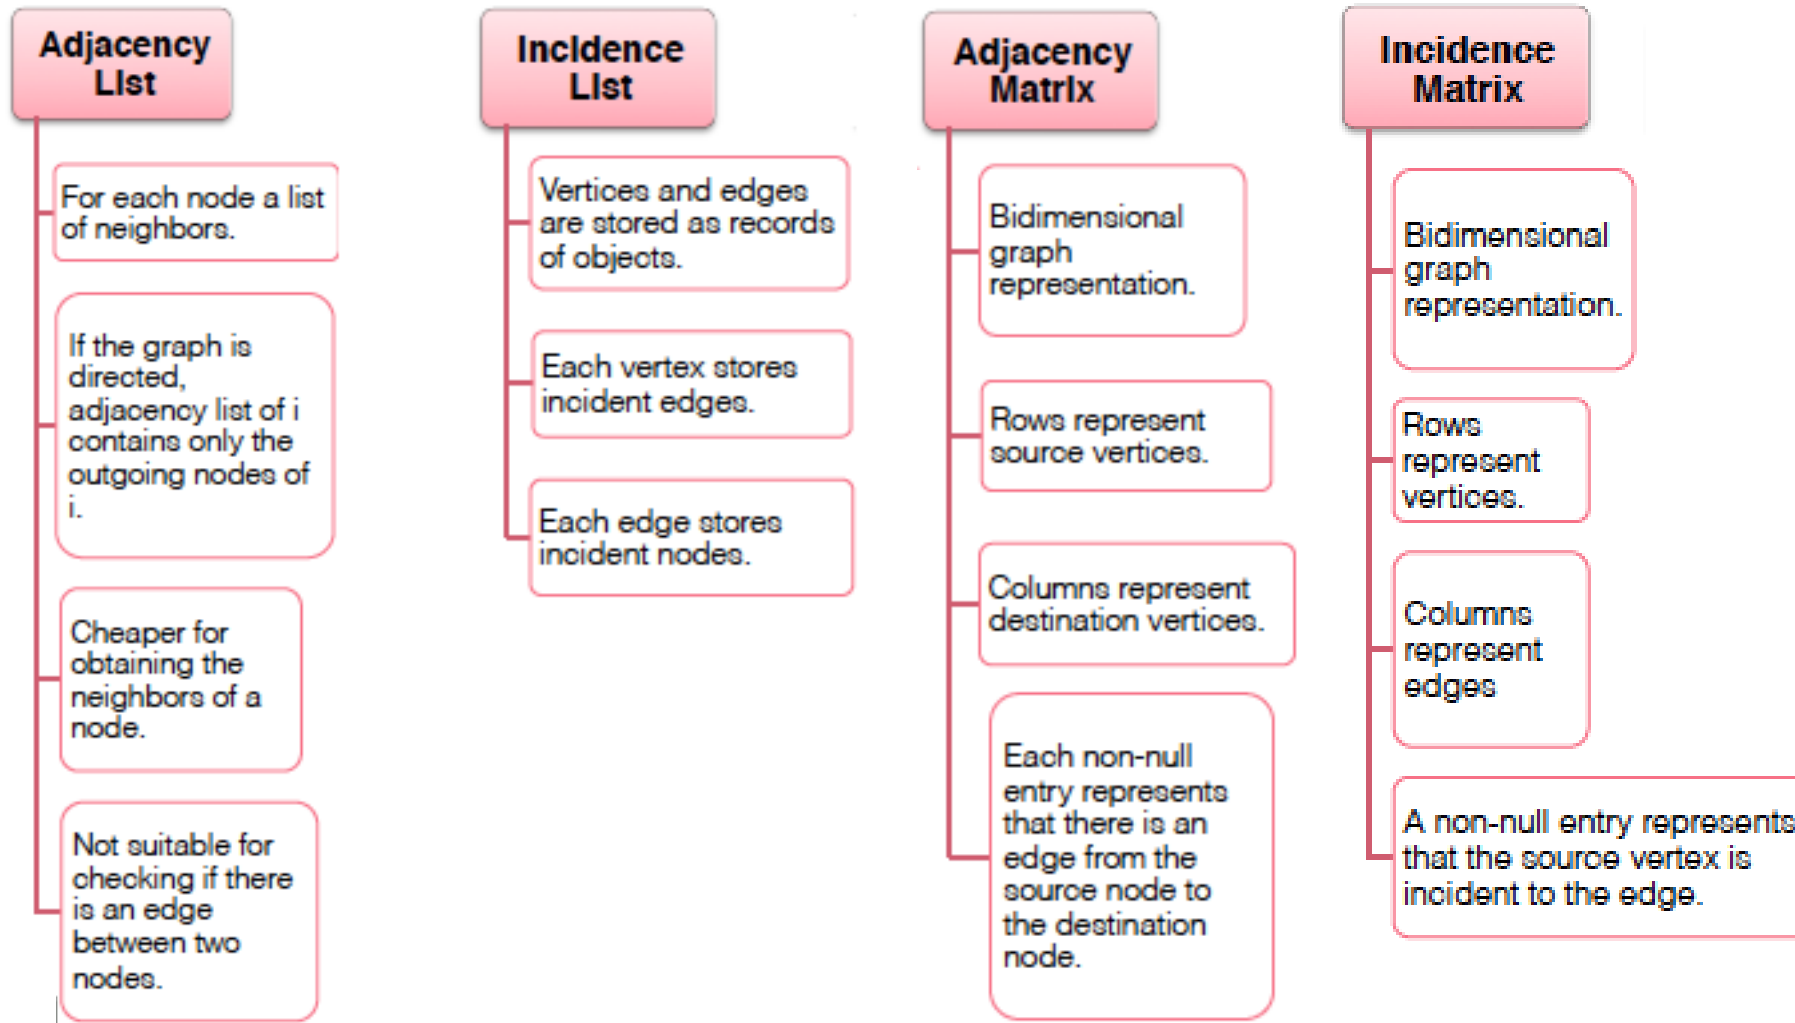 Adjacency
List
For each node a list
of neighbors.
If the graph is
directed,
adjacency list of i
contains only the
outgoing nodes of
i.
Cheaper for
obtaining the
neighbors of a
node.
Not suitable for
checking if there
is an edge
between two
nodes.
Incidence
List
Vertices and edges
are stored as records
of objects.
Each vertex stores
incident edges.
Each edge stores
incident nodes.
Adjacency
Matrix
Bidimensional
graph
representation.
Rows represent
source vertices.
Columns represent
destination vertices.
Each non-null
entry represents
that there is an
edge from the
source node to
the destination
node.
Incidence
Matrix
Bidimensional
graph
representation.
Rows
represent
vertices.
Columns
represent
edges
A non-null entry represents
that the source vertex is
incident to the edge.